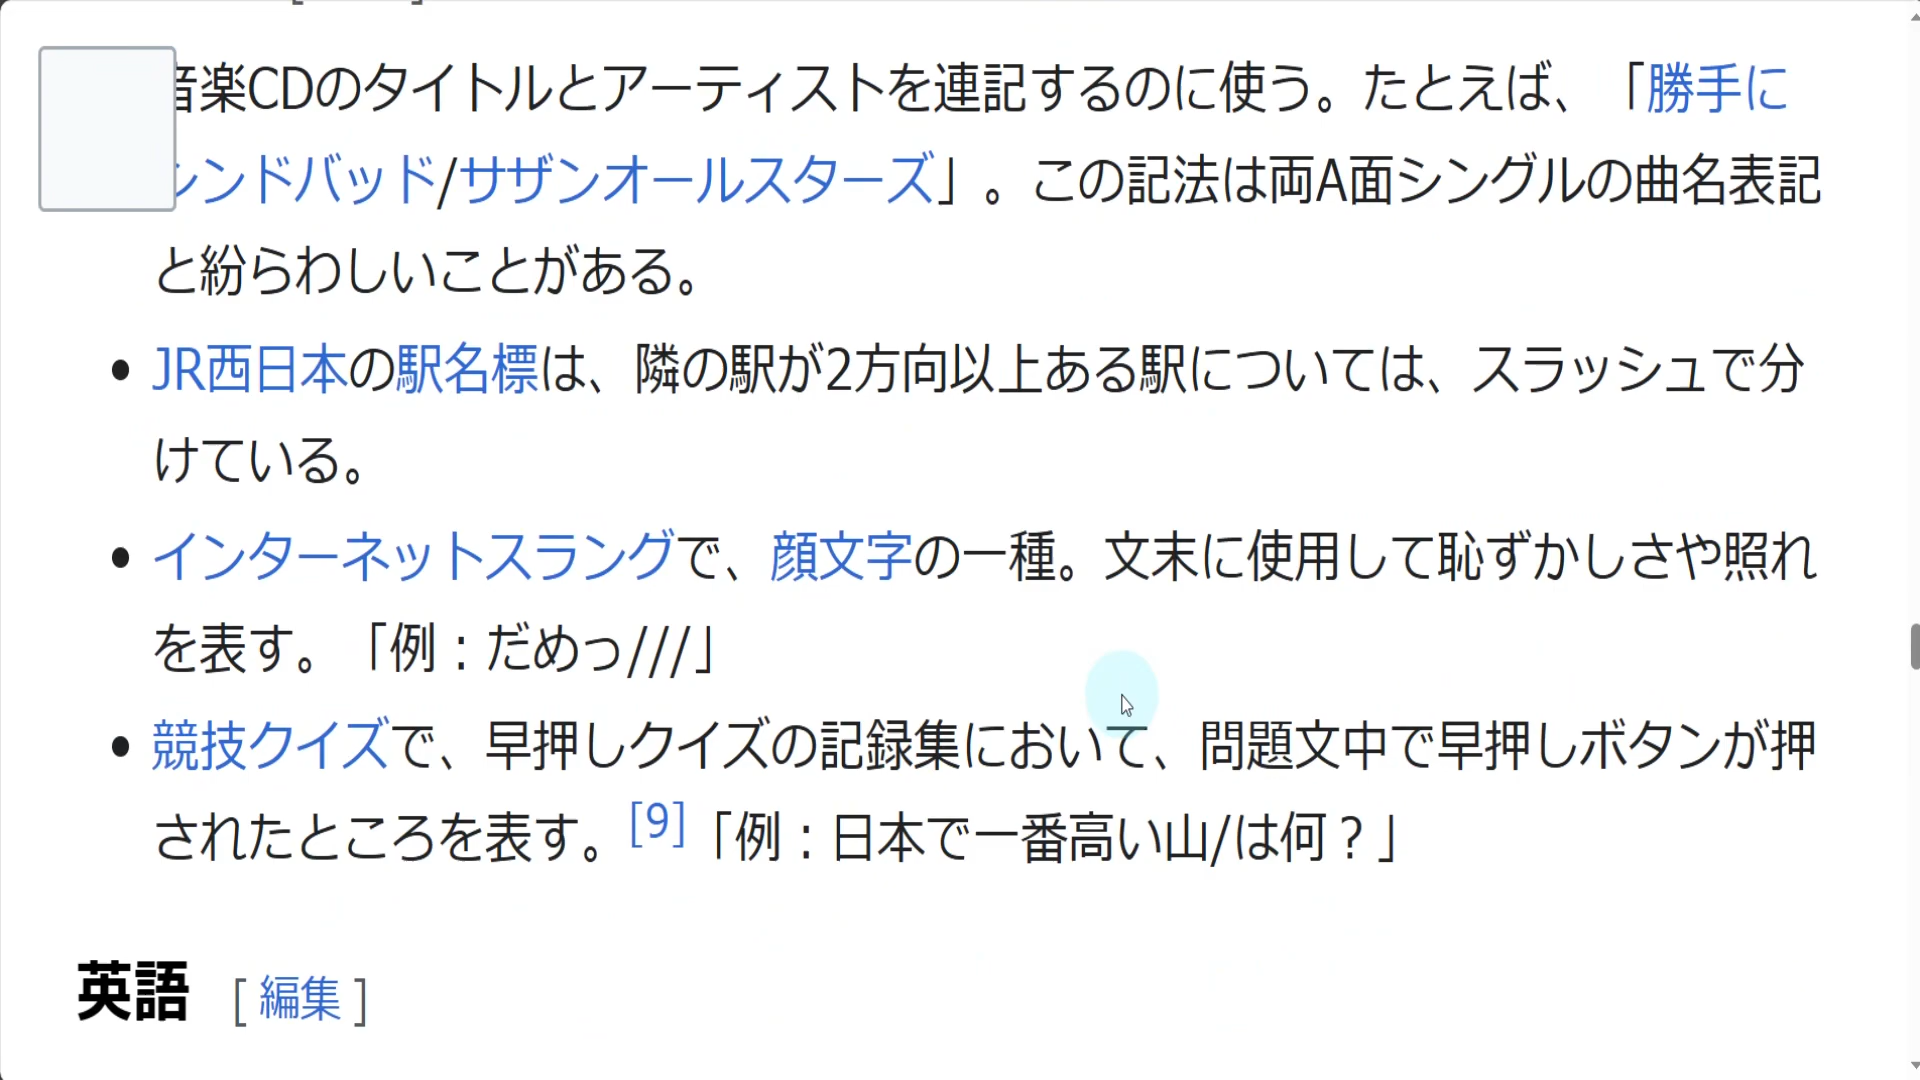 音楽CDのタイトルとアーティストを連記するのに使う。たとえば、「勝手に
シンドバッド/サザンオールスターズ」。この記法は両A面シングルの曲名表記
と紛らわしいことがある。
JR西日本の駅名標は、隣の駅が2方向以上ある駅については、スラッシュで分
けている。
インターネットスラングで、顔文字の一種。文末に使用して恥ずかしさや照れ
を表す。「例：だめっ///」
競技クイズで、早押しクイズの記録集において、問題文中で早押しボタンが押
されたところを表す。[9]「例：日本で一番高い山/は何？」
英語 [ 編集 ]